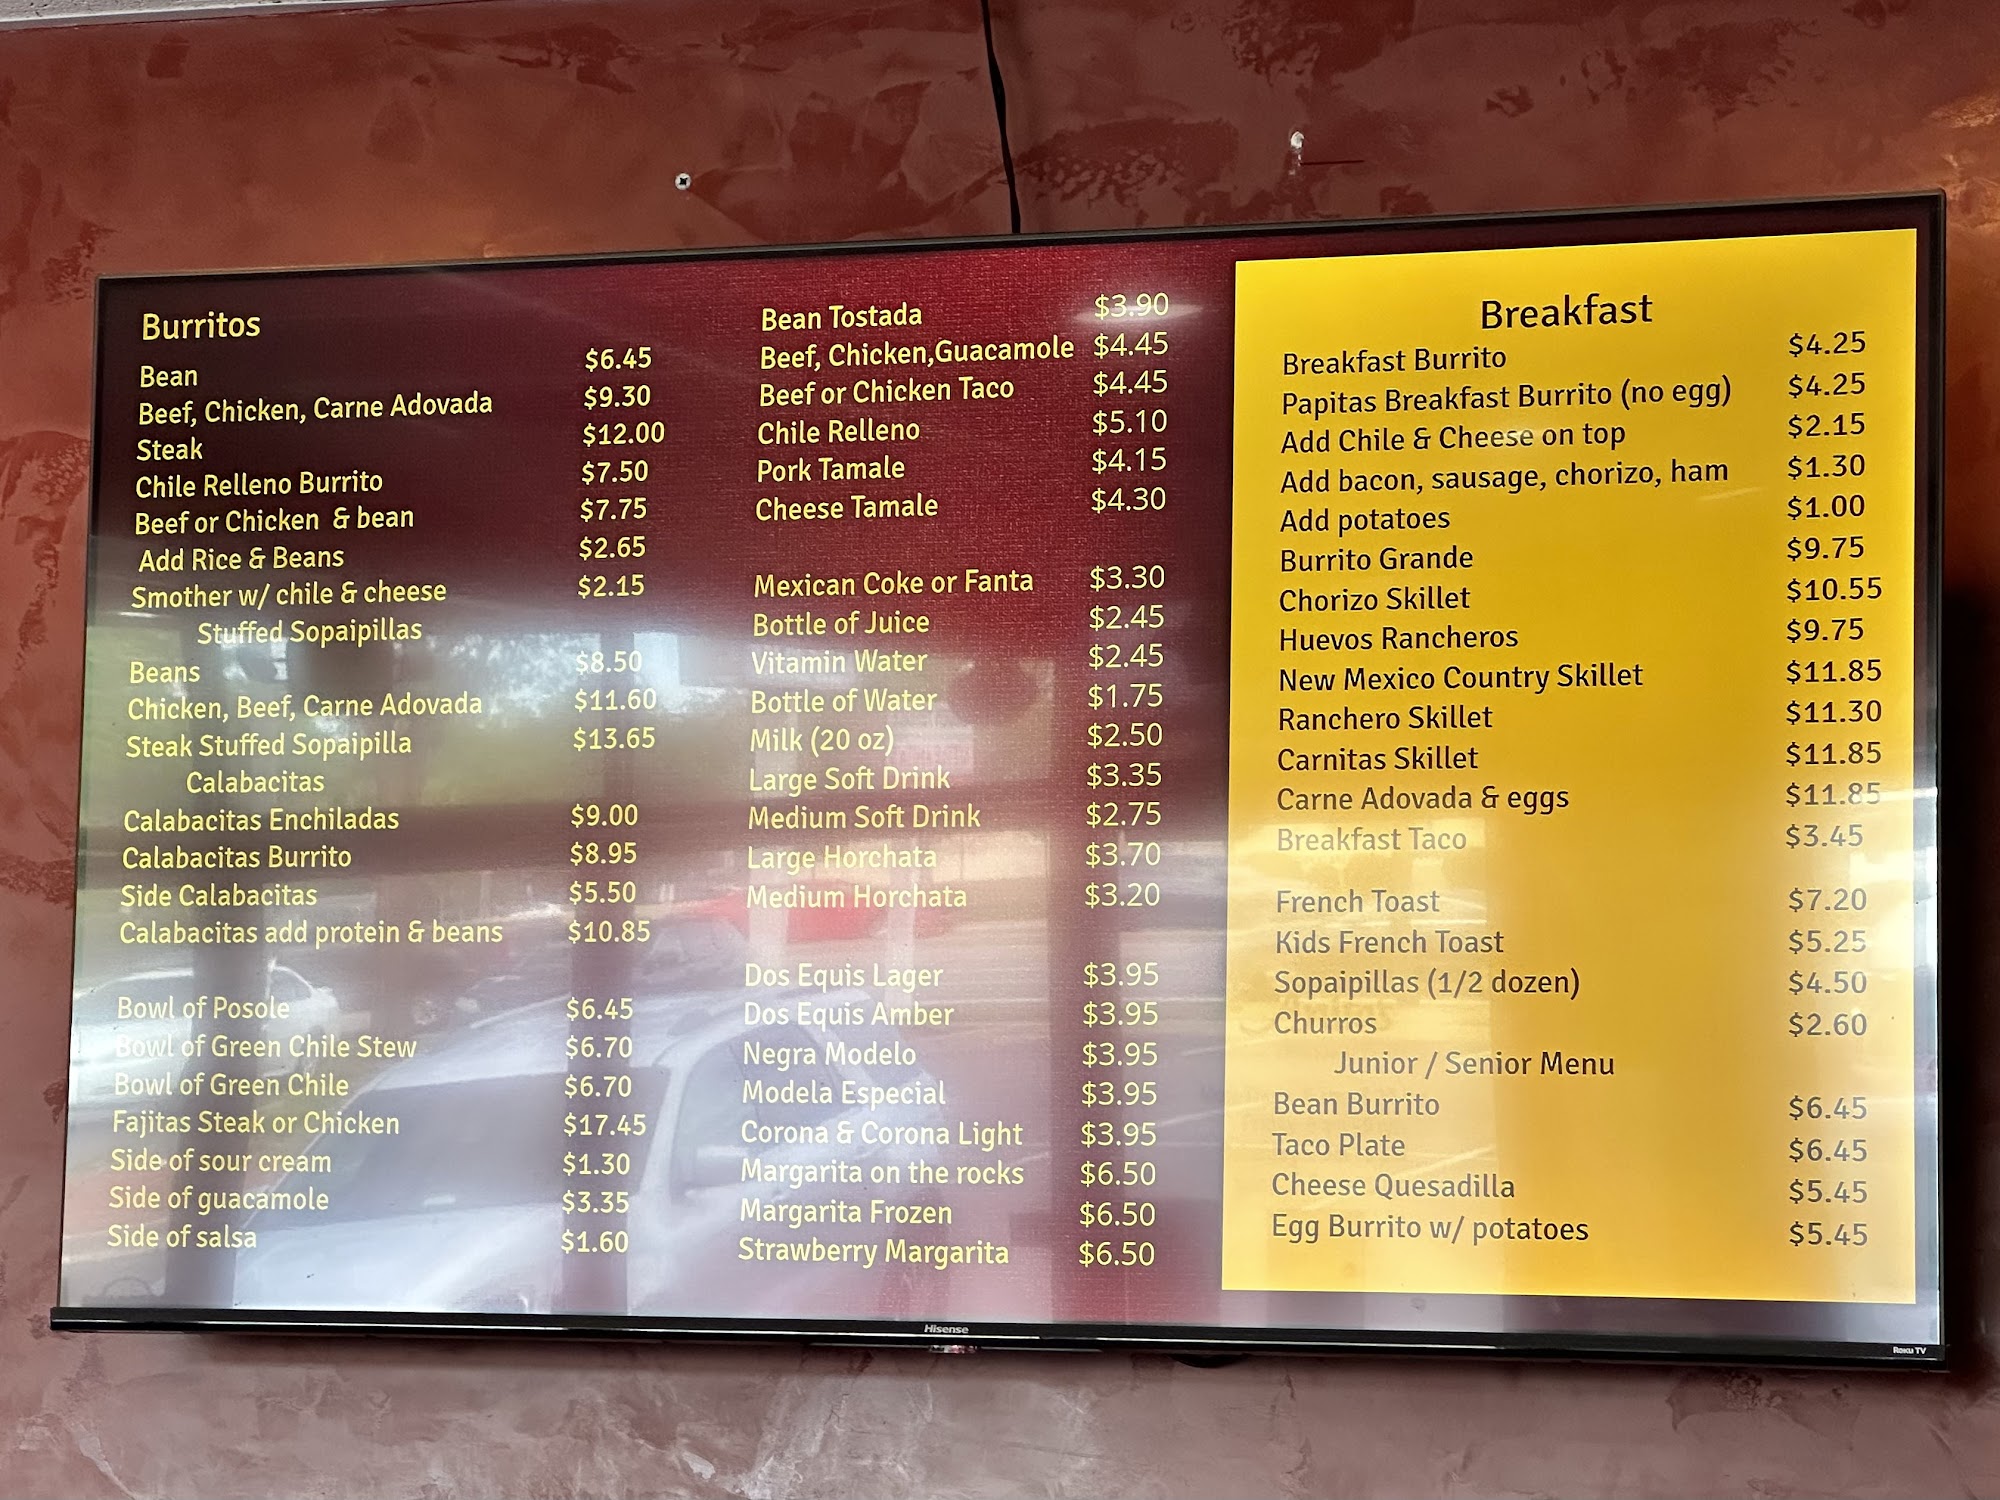 Burritos
Bean $6.45
Beef, Chicken, Carne Adovada $9.30
Steak $12.00
Chile Relleno Burrito $7.50
Beef or Chicken & bean $7.75
Add Rice & Beans $2.65
Smother w/ chile & cheese $2.15
Stuffed Sopaipillas
Beans $8.50
Chicken, Beef, Carne Adovada $11.60
Steak Stuffed Sopaipilla $13.65
Calabacitas
Calabacitas Enchiladas $9.00
Calabacitas Burrito $8.95
Side Calabacitas $5.50
Calabacitas add protein & beans $10.85
Bowl of Posole $6.45
Bowl of Green Chile Stew $6.70
Bowl of Green Chile $6.70
Fajitas Steak or Chicken $17.45
Side of sour cream $1.30
Side of guacamole $3.35
Side of salsa $1.60
Bean Tostada $3.90
Beef, Chicken,Guacamole $4.45
Beef or Chicken Taco $4.45
Chile Relleno $5.10
Pork Tamale $4.15
Cheese Tamale $4.30
Mexican Coke or Fanta $3.30
Bottle of Juice $2.45
Vitamin Water $2.45
Bottle of Water $1.75
Milk (20 oz) $2.50
Large Soft Drink $3.35
Medium Soft Drink $2.75
Large Horchata $3.70
Medium Horchata $3.20
Dos Equis Lager $3.95
Dos Equis Amber $3.95
Negra Modelo $3.95
Modela Especial $3.95
Corona & Corona Light $3.95
Margarita on the rocks $6.50
Margarita Frozen $6.50
Strawberry Margarita $6.50
Breakfast
Breakfast Burrito $4.25
Papitas Breakfast Burrito (no egg) $4.25
Add Chile & Cheese on top $2.15
Add bacon, sausage, chorizo, ham $1.30
Add potatoes $1.00
Burrito Grande $9.75
Chorizo Skillet $10.55
Huevos Rancheros $9.75
New Mexico Country Skillet $11.85
Ranchero Skillet $11.30
Carnitas Skillet $11.85
Carne Adovada & eggs $11.85
Breakfast Taco $3.45
French Toast $7.20
Kids French Toast $5.25
Sopaipillas (1/2 dozen) $4.50
Churros $2.60
Junior / Senior Menu
Bean Burrito $6.45
Taco Plate $6.45
Cheese Quesadilla $5.45
Egg Burrito w/ potatoes $5.45
Hisense
Roku TV